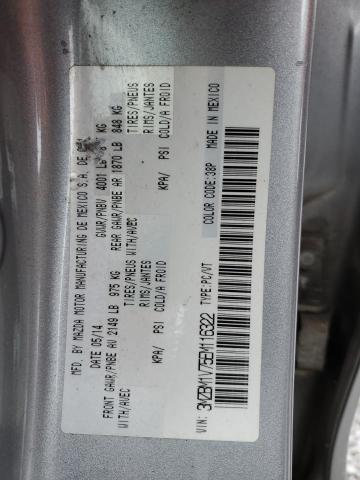 MFD. BY MAZDA MOTOR MANUFACTURING DE MEXICO S.A. DE
DATE 05/14 GVWR/PNBV 4001 LB KG
FRONT GAWR/PNBE AV 2149 LB 975 KG REAR GAWR/PNBE AR 1870 LB 848 KG
WITH/AVEC TIRES/PNEUS WITH/AVEC TIRES/PNEUS
RIMS/JANTES RIMS/JANTES
KPA/ PSI COLD/A FROID KPA/ PSI COLD/A FROID
VIN: 3MZBM1V75EM116322 TYPE:PC/VT COLOR CODE:38P MADE IN MEXICO